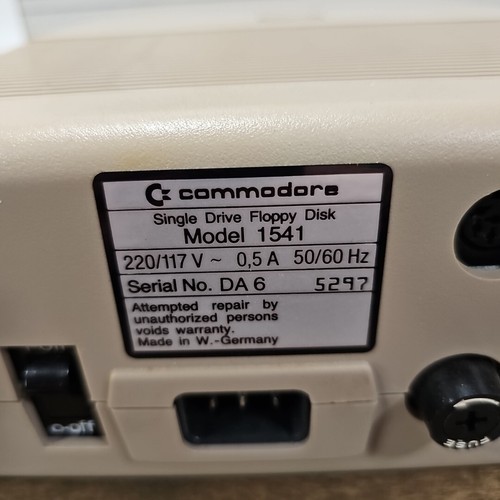 commodore
Single Drive Floppy Disk
Model 1541
220/117 V ~ 0,5 A 50/60 Hz
Serial No. DA 6 5297
Attempted repair by
unauthorized persons
voids warranty.
Made in W.-Germany
off
FUSE